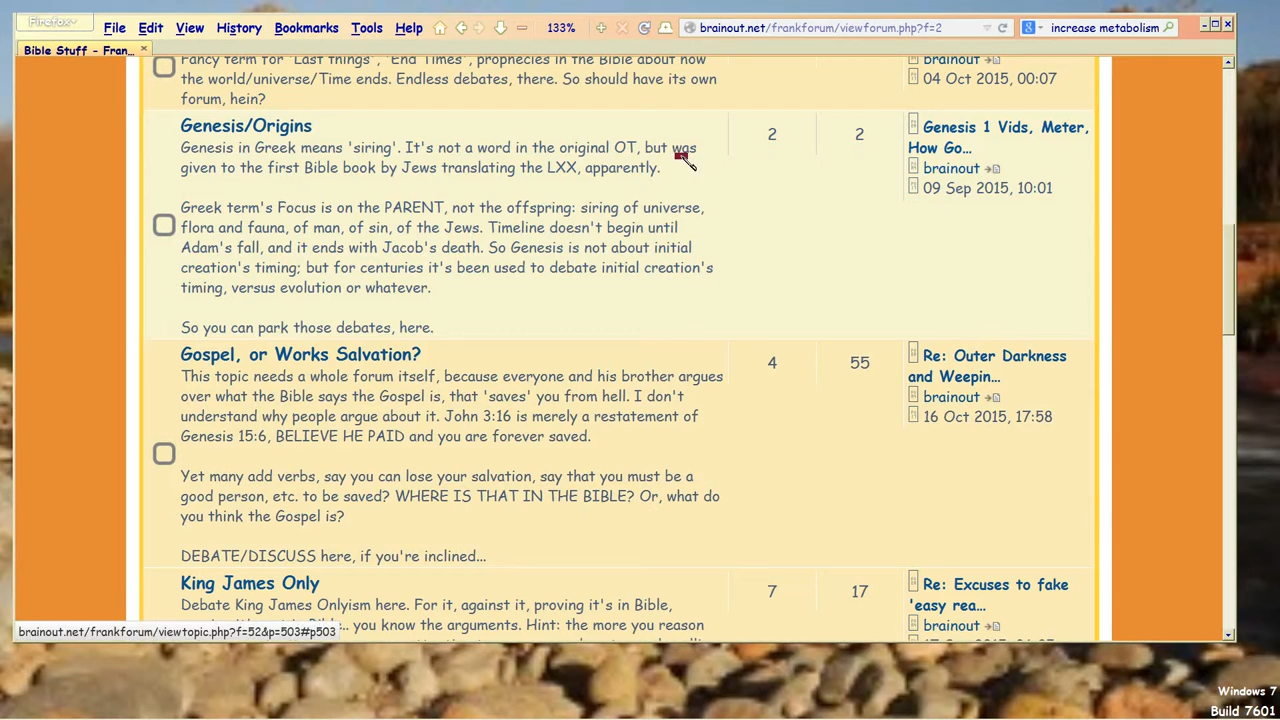 Firefox
File Edit View History Bookmarks Tools Help 133% brainout.net/frankforum/viewforum.php?f=2 increase metabolism
Bible Stuff - Fran...
Fancy term for 'Last things', 'End Times', prophecies in the Bible about how
the world/universe/Time ends. Endless debates, there. So should have its own
forum, hein?
brainout
04 Oct 2015, 00:07
Genesis/Origins
Genesis in Greek means 'siring'. It's not a word in the original OT, but was
given to the first Bible book by Jews translating the LXX, apparently.
Greek term's Focus is on the PARENT, not the offspring: siring of universe,
flora and fauna, of man, of sin, of the Jews. Timeline doesn't begin until
Adam's fall, and it ends with Jacob's death. So Genesis is not about initial
creation's timing; but for centuries it's been used to debate initial creation's
timing, versus evolution or whatever.
So you can park those debates, here.
2 2
Genesis 1 Vids, Meter,
How Go...
brainout
09 Sep 2015, 10:01
Gospel, or Works Salvation?
This topic needs a whole forum itself, because everyone and his brother argues
over what the Bible says the Gospel is, that 'saves' you from hell. I don't
understand why people argue about it. John 3:16 is merely a restatement of
Genesis 15:6, BELIEVE HE PAID and you are forever saved.
Yet many add verbs, say you can lose your salvation, say that you must be a
good person, etc. to be saved? WHERE IS THAT IN THE BIBLE? Or, what do
you think the Gospel is?
DEBATE/DISCUSS here, if you're inclined...
4 55
Re: Outer Darkness
and Weepin...
brainout
16 Oct 2015, 17:58
King James Only
Debate King James Onlyism here. For it, against it, proving it's in Bible,
you know the arguments. Hint: the more you reason
7 17
Re: Excuses to fake
'easy rea...
brainout
brainout.net/frankforum/viewtopic.php?f=52&p=503#p503
Windows 7
Build 7601